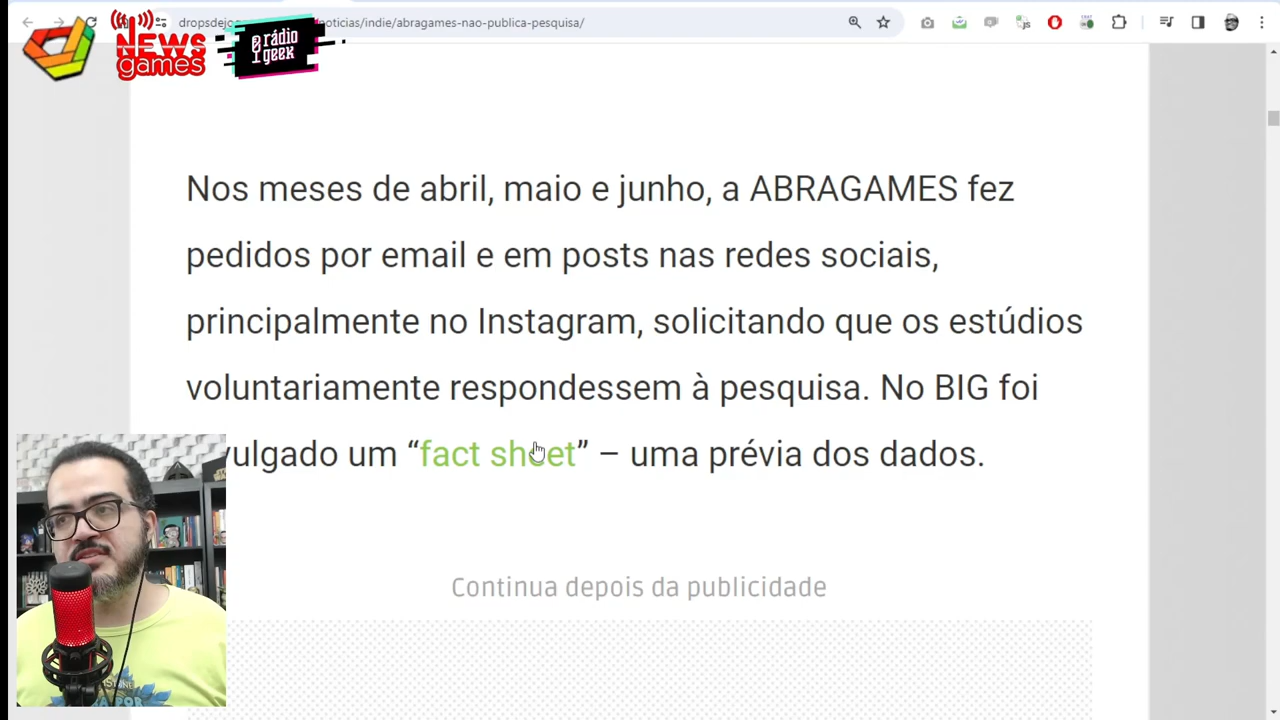 dropsdejo
noticias/indie/abragames-nao-publica-pesquisa/
NEWS
games
rádio
geek
Nos meses de abril, maio e junho, a ABRAGAMES fez
pedidos por email e em posts nas redes sociais,
principalmente no Instagram, solicitando que os estúdios
voluntariamente respondessem à pesquisa. No BIG foi
vulgado um “fact sheet” – uma prévia dos dados.
Continua depois da publicidade